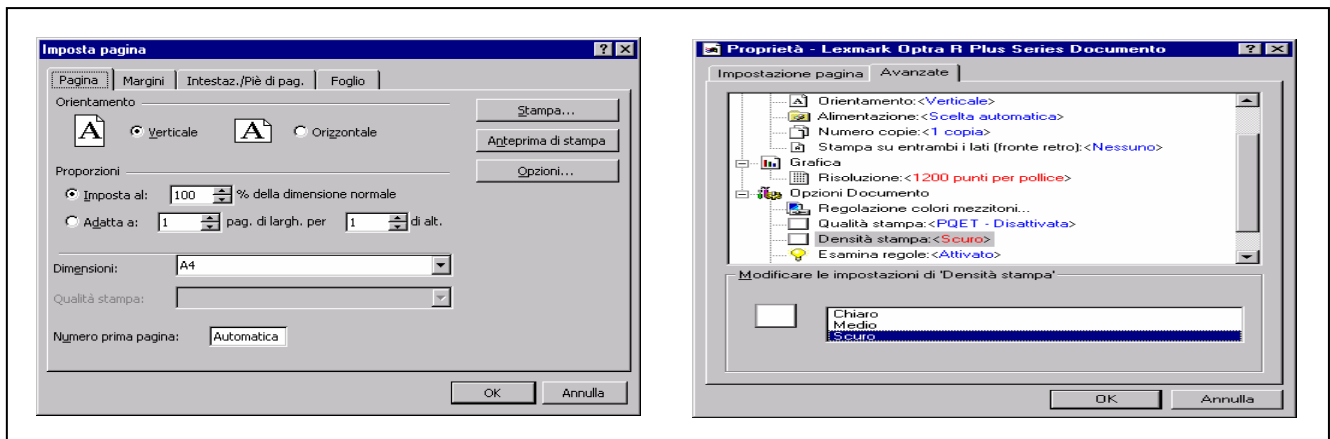 Imposta pagina
Pagina Margini Intestaz./Piè di pag. Foglio
Orientamento
A Verticale A Orizzontale
Stampa...
Anteprima di stampa
Opzioni...
Proporzioni
Imposta al: 100 % della dimensione normale
Adatta a: 1 pag. di largh. per 1 di alt.
Dimensioni: A4
Qualità stampa:
Numero prima pagina: Automatica
OK Annulla
Proprietà - Lexmark Optra R Plus Series Documento
Impostazione pagina Avanzate
Orientamento:<Verticale>
Alimentazione:<Scelta automatica>
Numero copie:<1 copia>
Stampa su entrambi i lati (fronte retro):<Nessuno>
Grafica
Risoluzione:<1200 punti per pollice>
Opzioni Documento
Regolazione colori mezzitoni...
Qualità stampa:<PQET - Disattivata>
Densità stampa:<Scuro>
Esamina regole:<Attivato>
Modificare le impostazioni di 'Densità stampa'
Chiaro
Medio
Scuro
OK Annulla